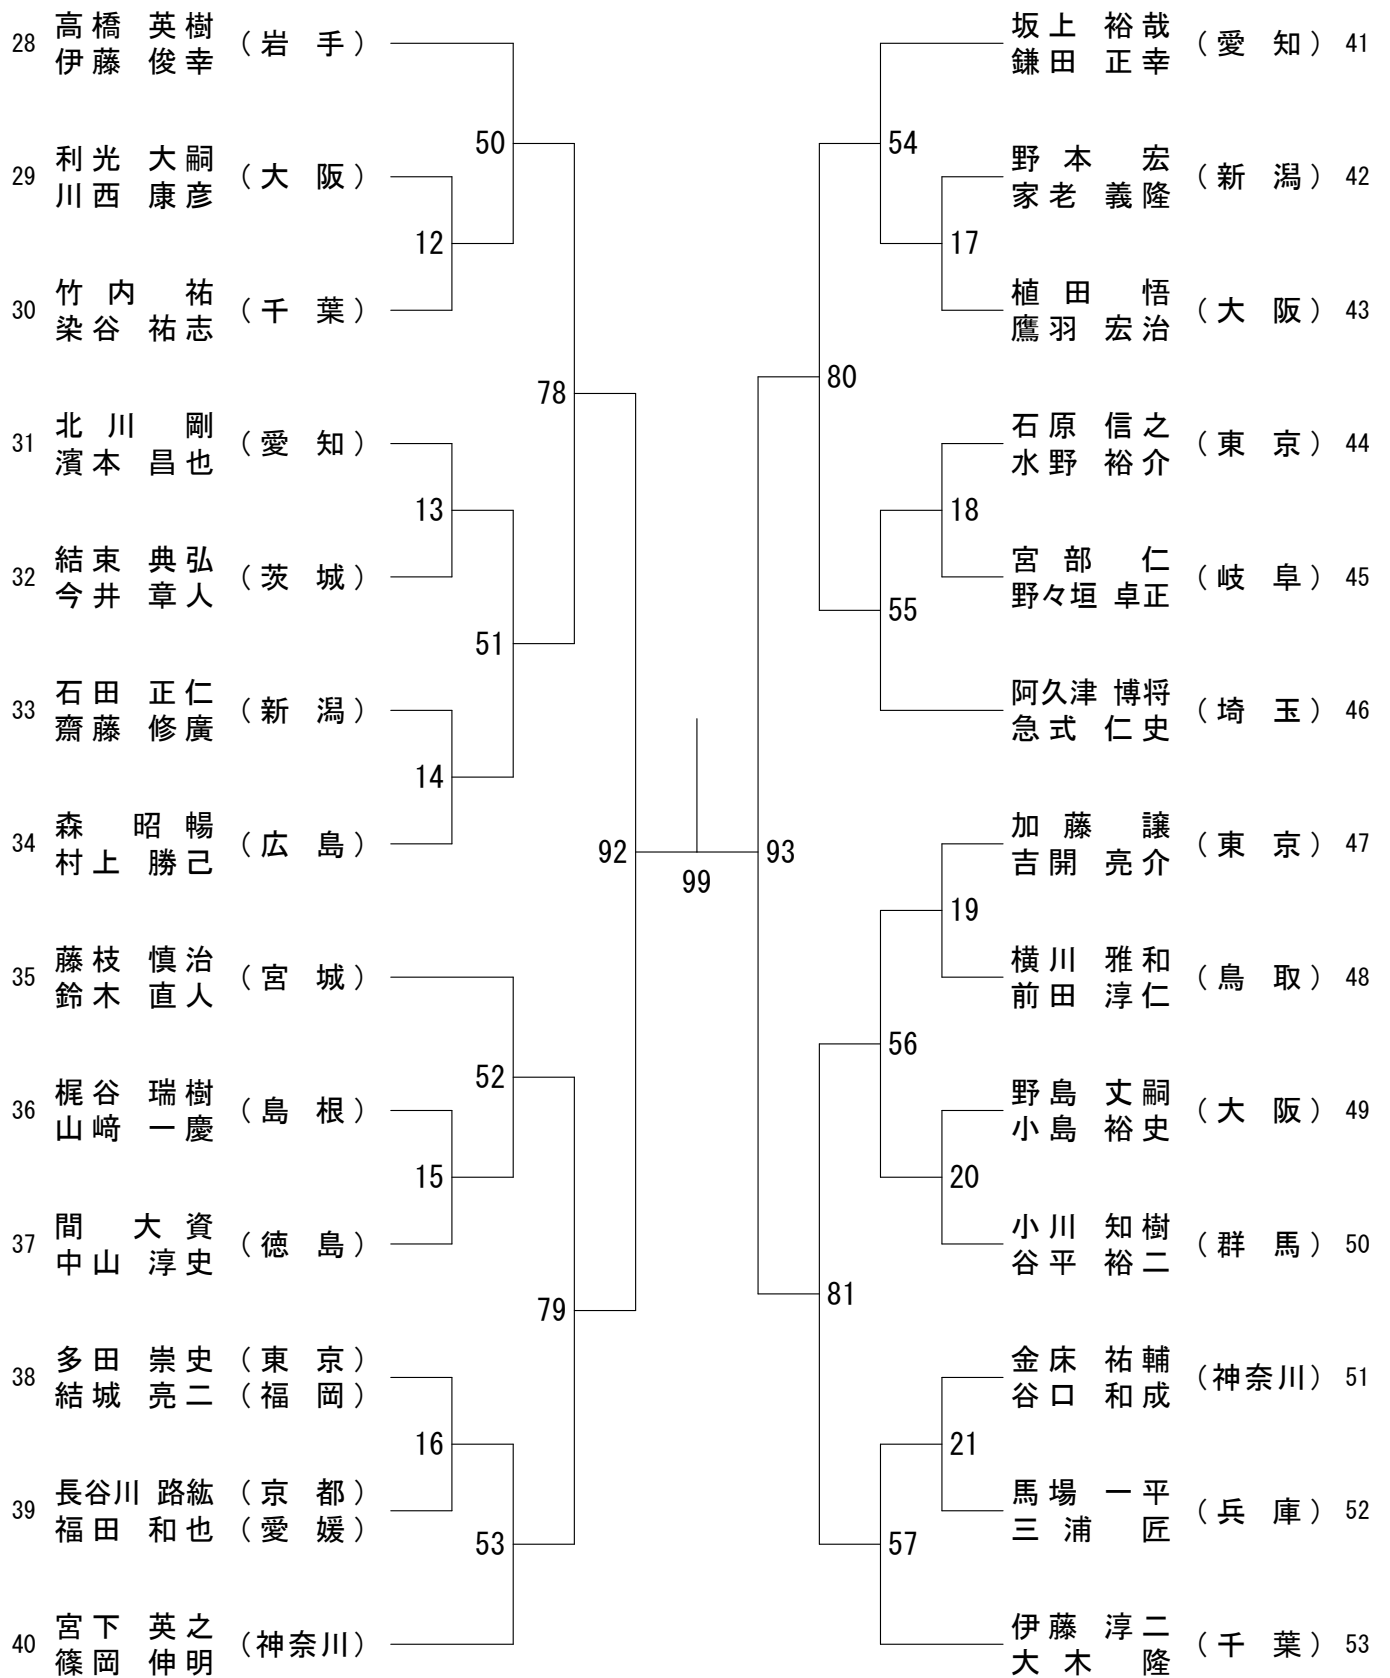 28 高橋 英樹 (岩 手)
伊藤 俊幸
29 利光 大嗣 (大 阪)
川西 康彦
30 竹内 祐 (千 葉)
染谷 祐志
31 北川 剛 (愛 知)
濱本 昌也
32 結束 典弘 (茨 城)
今井 章人
33 石田 正仁 (新 潟)
齋藤 修廣
34 森 昭暢 (広 島)
村上 勝己
35 藤枝 慎治 (宮 城)
鈴木 直人
36 梶谷 瑞樹 (島 根)
山﨑 一慶
37 間 大資 (徳 島)
中山 淳史
38 多田 崇史 (東 京)
結城 亮二 (福 岡)
39 長谷川 路紘 (京 都)
福田 和也 (愛 媛)
40 宮下 英之 (神奈川)
篠岡 伸明
50
12
78
13
51
14
92
52
15
79
16
53
99
93
54
17
80
18
55
19
56
20
81
21
57
坂上 裕哉 (愛 知) 41
鎌田 正幸
野本 宏 (新 潟) 42
家老 義隆
植田 悟 (大 阪) 43
鷹羽 宏治
石原 信之 (東 京) 44
水野 裕介
宮部 仁 (岐 阜) 45
野々垣 卓正
阿久津 博将 (埼 玉) 46
急式 仁史
加藤 譲 (東 京) 47
吉開 亮介
横川 雅和 (鳥 取) 48
前田 淳仁
野島 丈嗣 (大 阪) 49
小島 裕史
小川 知樹 (群 馬) 50
谷平 裕二
金床 祐輔 (神奈川) 51
谷口 和成
馬場 一平 (兵 庫) 52
三浦 匠
伊藤 淳二 (千 葉) 53
大木 隆